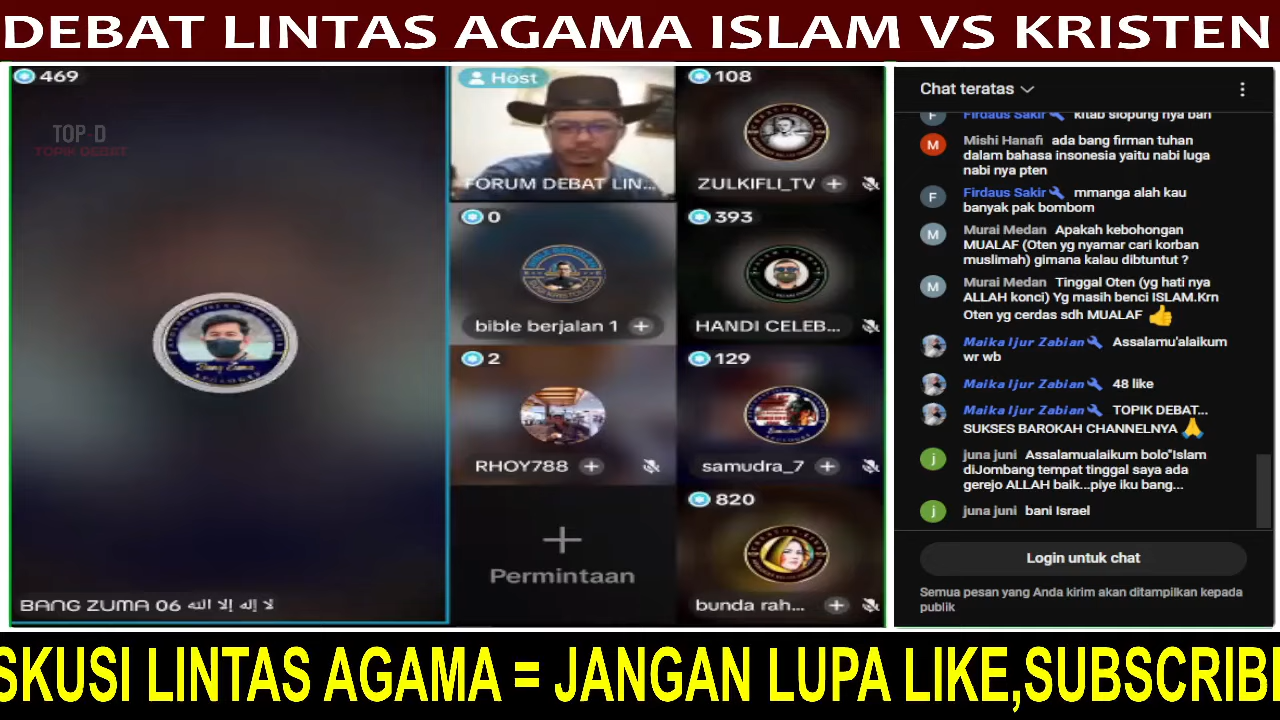 DEBAT LINTAS AGAMA ISLAM VS KRISTEN
469
TOP D
TOPIK DEBAT
Bang Zuma
BANG ZUMA 06 لا إله إلا الله
Host
FORUM DEBAT LIN...
108
ZULKIFLI_TV
0
bible berjalan 1
393
HANDI CELEB...
2
RHOY788
129
samudra_7
Permintaan
820
bunda rah...
Chat teratas
Firdaus Sakir kitab siopung nya bah
Mishi Hanafi ada bang firman tuhan
dalam bahasa insonesia yaitu nabi luga
nabi nya pten
Firdaus Sakir mmanga alah kau
banyak pak bombom
Murai Medan Apakah kebohongan
MUALAF (Oten yg nyamar cari korban
muslimah) gimana kalau dibtuntut ?
Murai Medan Tinggal Oten (yg hati nya
ALLAH konci) Yg masih benci ISLAM.Krn
Oten yg cerdas sdh MUALAF 👍
Maika Ijur Zabian Assalamu'alaikum
wr wb
Maika Ijur Zabian 48 like
Maika Ijur Zabian TOPIK DEBAT...
SUKSES BAROKAH CHANNELNYA 🙏
juna juni Assalamualaikum bolo"Islam
diJombang tempat tinggal saya ada
gerejo ALLAH baik...piye iku bang...
juna juni bani Israel
Login untuk chat
Semua pesan yang Anda kirim akan ditampilkan kepada
publik
SKUSI LINTAS AGAMA = JANGAN LUPA LIKE,SUBSCRIB